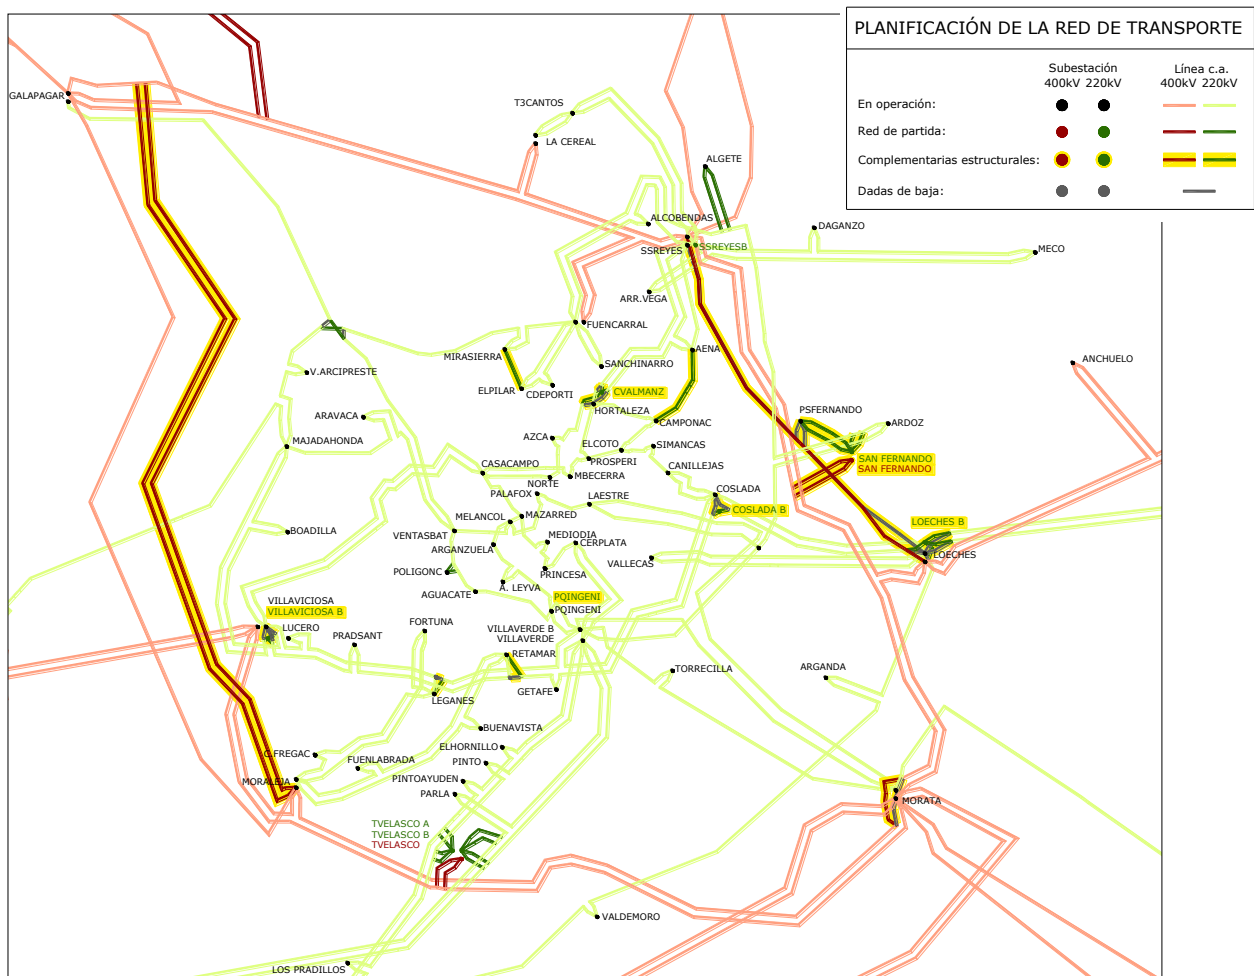 PLANIFICACIÓN DE LA RED DE TRANSPORTE
Subestación
Línea c.a.
400kV 220kV
400kV 220kV
En operación:
Red de partida:
Complementarias estructurales:
Dadas de baja:
GALAPAGAR
T3CANTOS
LA CEREAL
ALGETE
ALCOBENDAS
DAGANZO
SSREYES
SSREYESB
MECO
ARR.VEGA
FUENCARRAL
MIRASIERRA
SANCHINARRO
AENA
ANCHUELO
V.ARCIPRESTE
ELPILAR
CDEPORTI
CVALMANZ
ARAVACA
HORTALEZA
CAMPONAC
PSFERNANDO
ARDOZ
MAJADAHONDA
AZCA
ELCOTO
SIMANCAS
PROSPERI
SAN FERNANDO
SAN FERNANDO
CASACAMPO
NORTE
MBECERRA
CANILLEJAS
PALAFOX
LAESTRE
COSLADA
COSLADA B
MELANCOL
MAZARRED
LOECHES B
BOADILLA
VENTASBAT
MEDIODIA
ARGANZUELA
CERPLATA
VALLECAS
LOECHES
POLIGONC
PRINCESA
A. LEYVA
AGUACATE
PQINGENI
PQINGENI
VILLAVICIOSA
VILLAVICIOSA B
LUCERO
PRADSANT
FORTUNA
VILLAVERDE B
VILLAVERDE
RETAMAR
TORRECILLA
ARGANDA
GETAFE
LEGANES
BUENAVISTA
C.FREGAC
ELHORNILLO
FUENLABRADA
PINTO
MORALEJA
PINTOAYUDEN
PARLA
MORATA
TVELASCO A
TVELASCO B
TVELASCO
VALDEMORO
LOS PRADILLOS